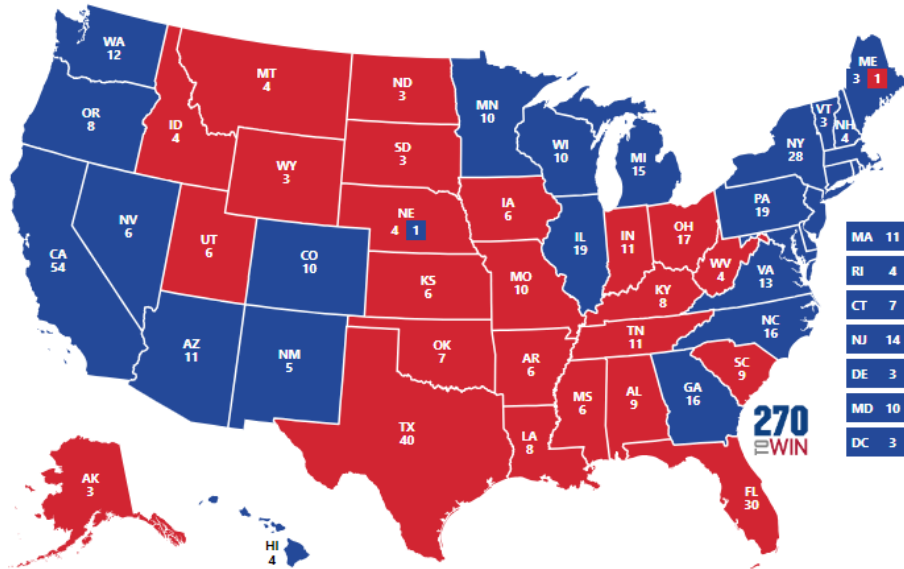 WA
12
OR
8
CA
54
NV
6
ID
4
MT
4
WY
3
UT
6
CO
10
AZ
11
NM
5
ND
3
SD
3
NE
4 1
KS
6
OK
7
TX
40
MN
10
IA
6
MO
10
AR
6
LA
8
WI
10
IL
19
MI
15
IN
11
OH
17
KY
8
TN
11
MS
6
AL
9
GA
16
FL
30
SC
9
NC
16
VA
13
WV
4
PA
19
NY
28
VT
3
NH
4
ME
3 1
AK
3
HI
4
MA 11
RI 4
CT 7
NJ 14
DE 3
MD 10
DC 3
270
TO WIN